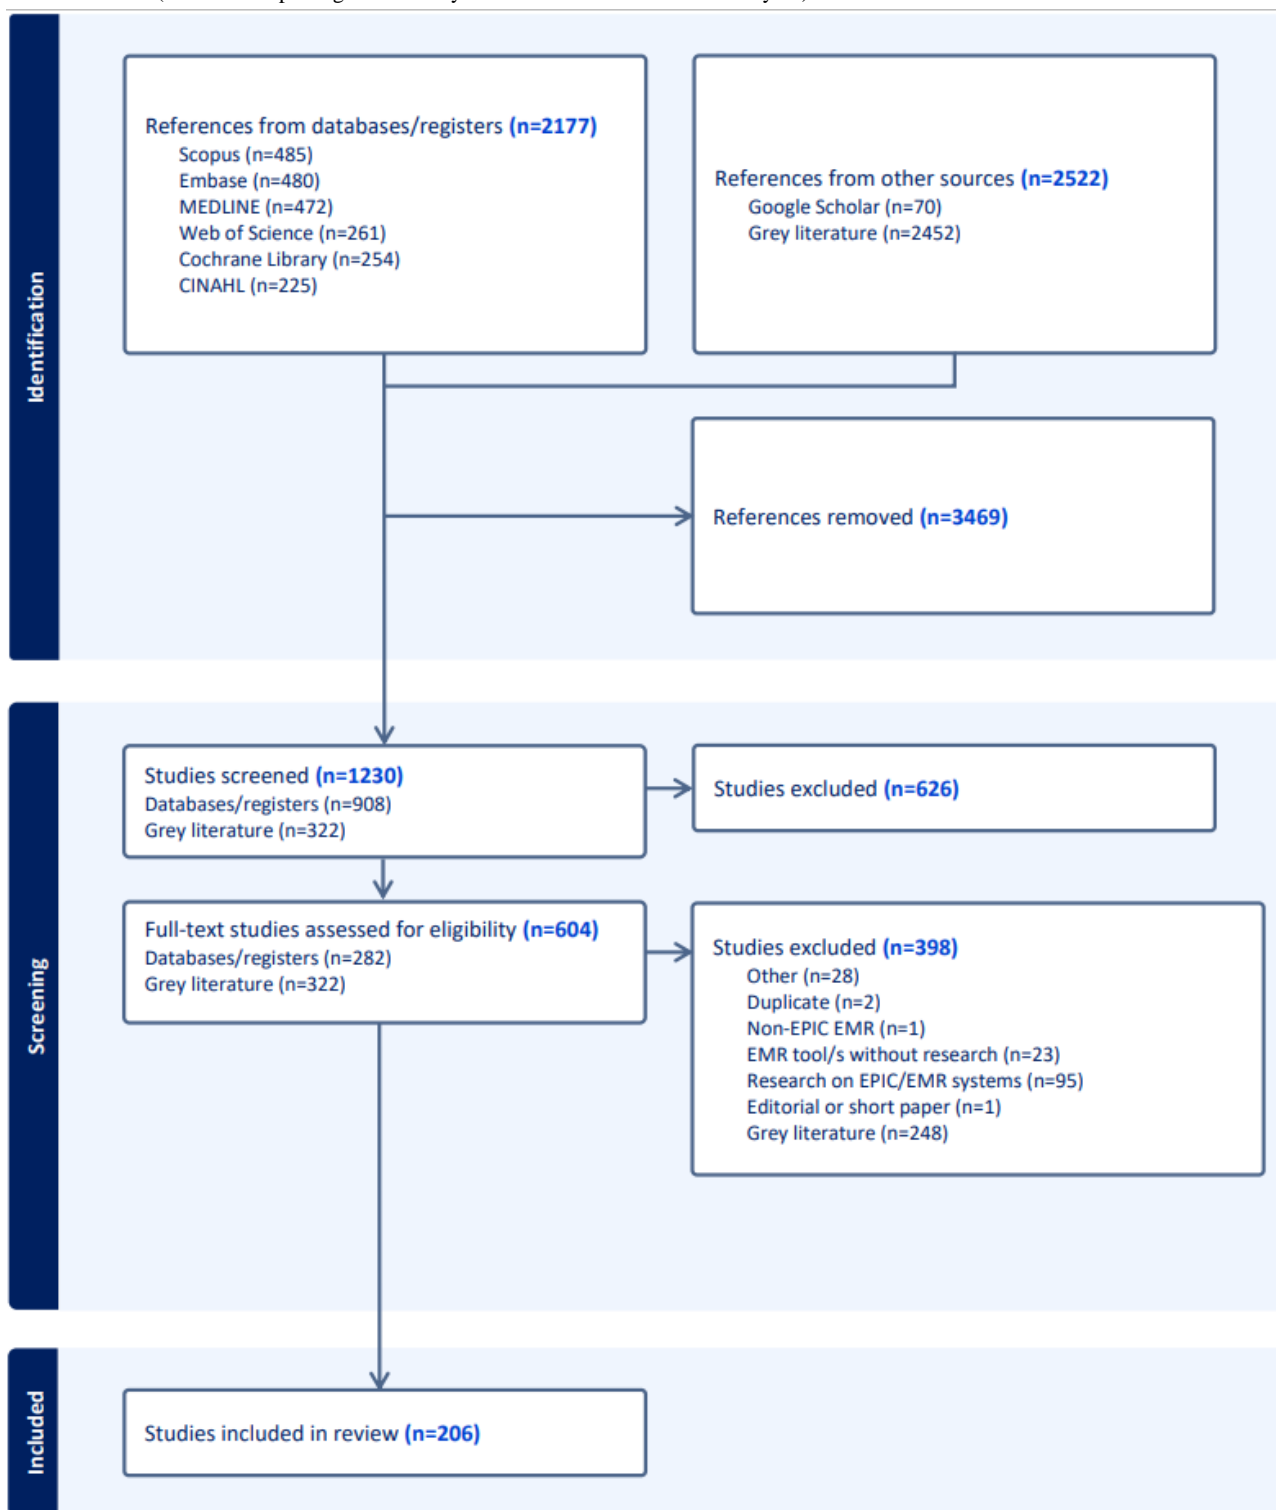 Identification
References from databases/registers (n=2177)
Scopus (n=485)
Embase (n=480)
MEDLINE (n=472)
Web of Science (n=261)
Cochrane Library (n=254)
CINAHL (n=225)
References from other sources (n=2522)
Google Scholar (n=70)
Grey literature (n=2452)
References removed (n=3469)
Screening
Studies screened (n=1230)
Databases/registers (n=908)
Grey literature (n=322)
Studies excluded (n=626)
Full-text studies assessed for eligibility (n=604)
Databases/registers (n=282)
Grey literature (n=322)
Studies excluded (n=398)
Other (n=28)
Duplicate (n=2)
Non-EPIC EMR (n=1)
EMR tool/s without research (n=23)
Research on EPIC/EMR systems (n=95)
Editorial or short paper (n=1)
Grey literature (n=248)
Included
Studies included in review (n=206)